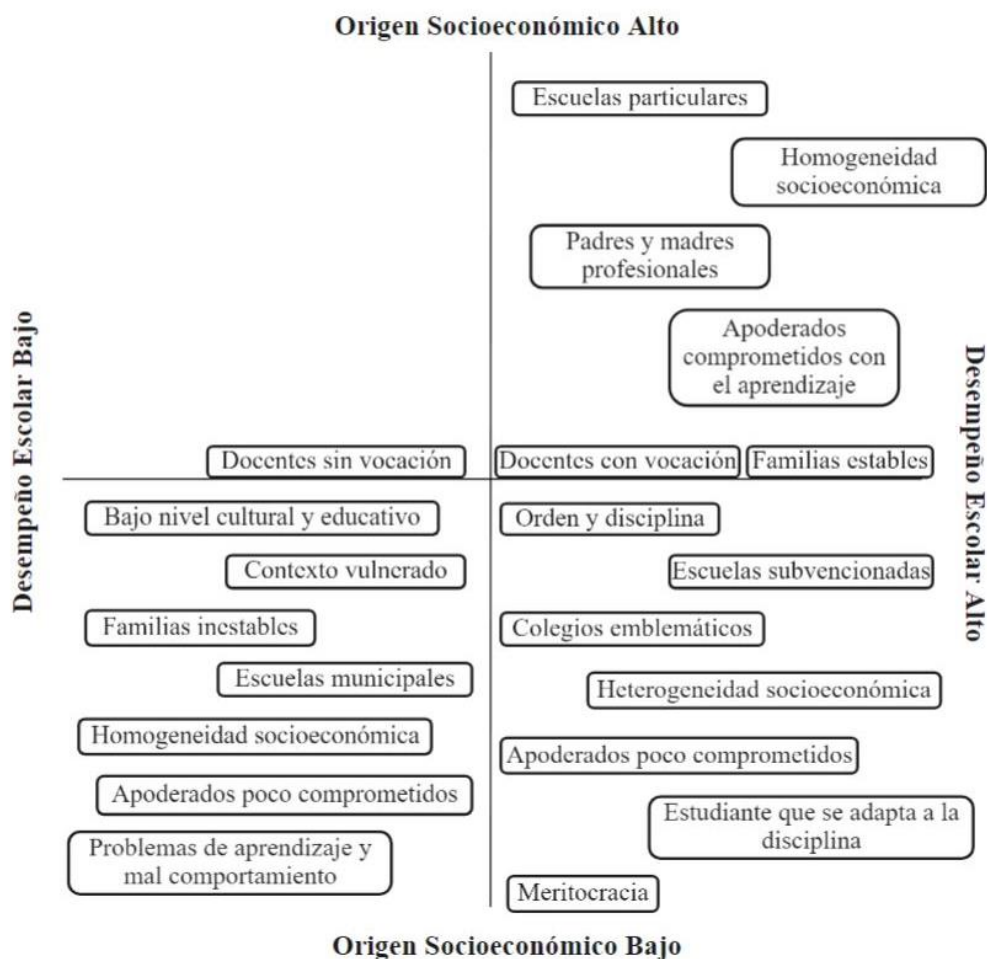 Origen Socioeconómico Alto
Escuelas particulares
Homogeneidad
socioeconómica
Padres y madres
profesionales
Apoderados
comprometidos con
el aprendizaje
Desempeño Escolar Bajo
Desempeño Escolar Alto
Docentes sin vocación
Docentes con vocación
Familias estables
Bajo nivel cultural y educativo
Orden y disciplina
Contexto vulnerado
Escuelas subvencionadas
Familias inestables
Colegios emblemáticos
Escuelas municipales
Heterogeneidad socioeconómica
Homogeneidad socioeconómica
Apoderados poco comprometidos
Apoderados poco comprometidos
Estudiante que se adapta a la
disciplina
Problemas de aprendizaje y
mal comportamiento
Meritocracia
Origen Socioeconómico Bajo